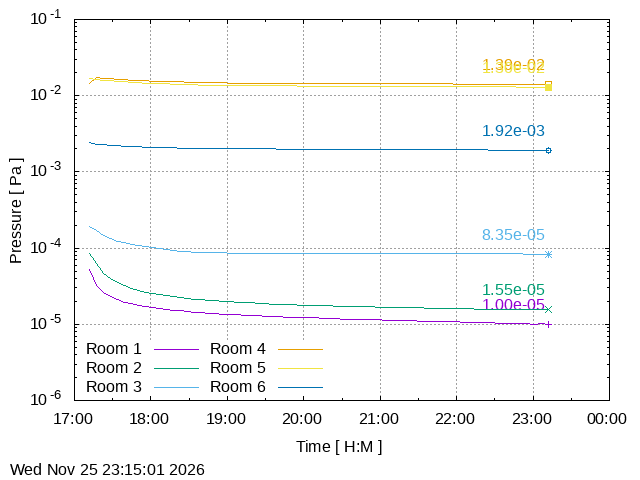 10^-1
10^-2
10^-3
10^-4
10^-5
10^-6
Pressure [ Pa ]
1.39e-02
1.92e-03
8.35e-05
1.55e-05
1.00e-05
Room 1
Room 2
Room 3
Room 4
Room 5
Room 6
17:00 18:00 19:00 20:00 21:00 22:00 23:00 00:00
Time [ H:M ]
Wed Nov 25 23:15:01 2026